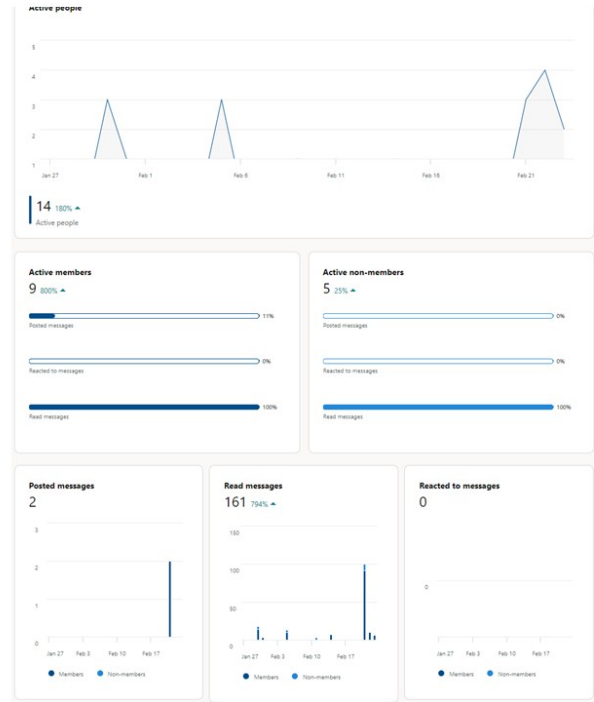 Active people
5
4
3
2
1
Jan 27 Feb 1 Feb 6 Feb 11 Feb 16 Feb 21
14 180%
Active people
Active members
9 800%
11%
Posted messages
0%
Reacted to messages
100%
Read messages
Active non-members
5 25%
0%
Posted messages
0%
Reacted to messages
100%
Read messages
Posted messages
2
3
2
1
0
Jan 27 Feb 3 Feb 10 Feb 17
Members Non-members
Read messages
161 794%
150
100
50
0
Jan 27 Feb 3 Feb 10 Feb 17
Members Non-members
Reacted to messages
0
0
Jan 27 Feb 3 Feb 10 Feb 17
Members Non-members